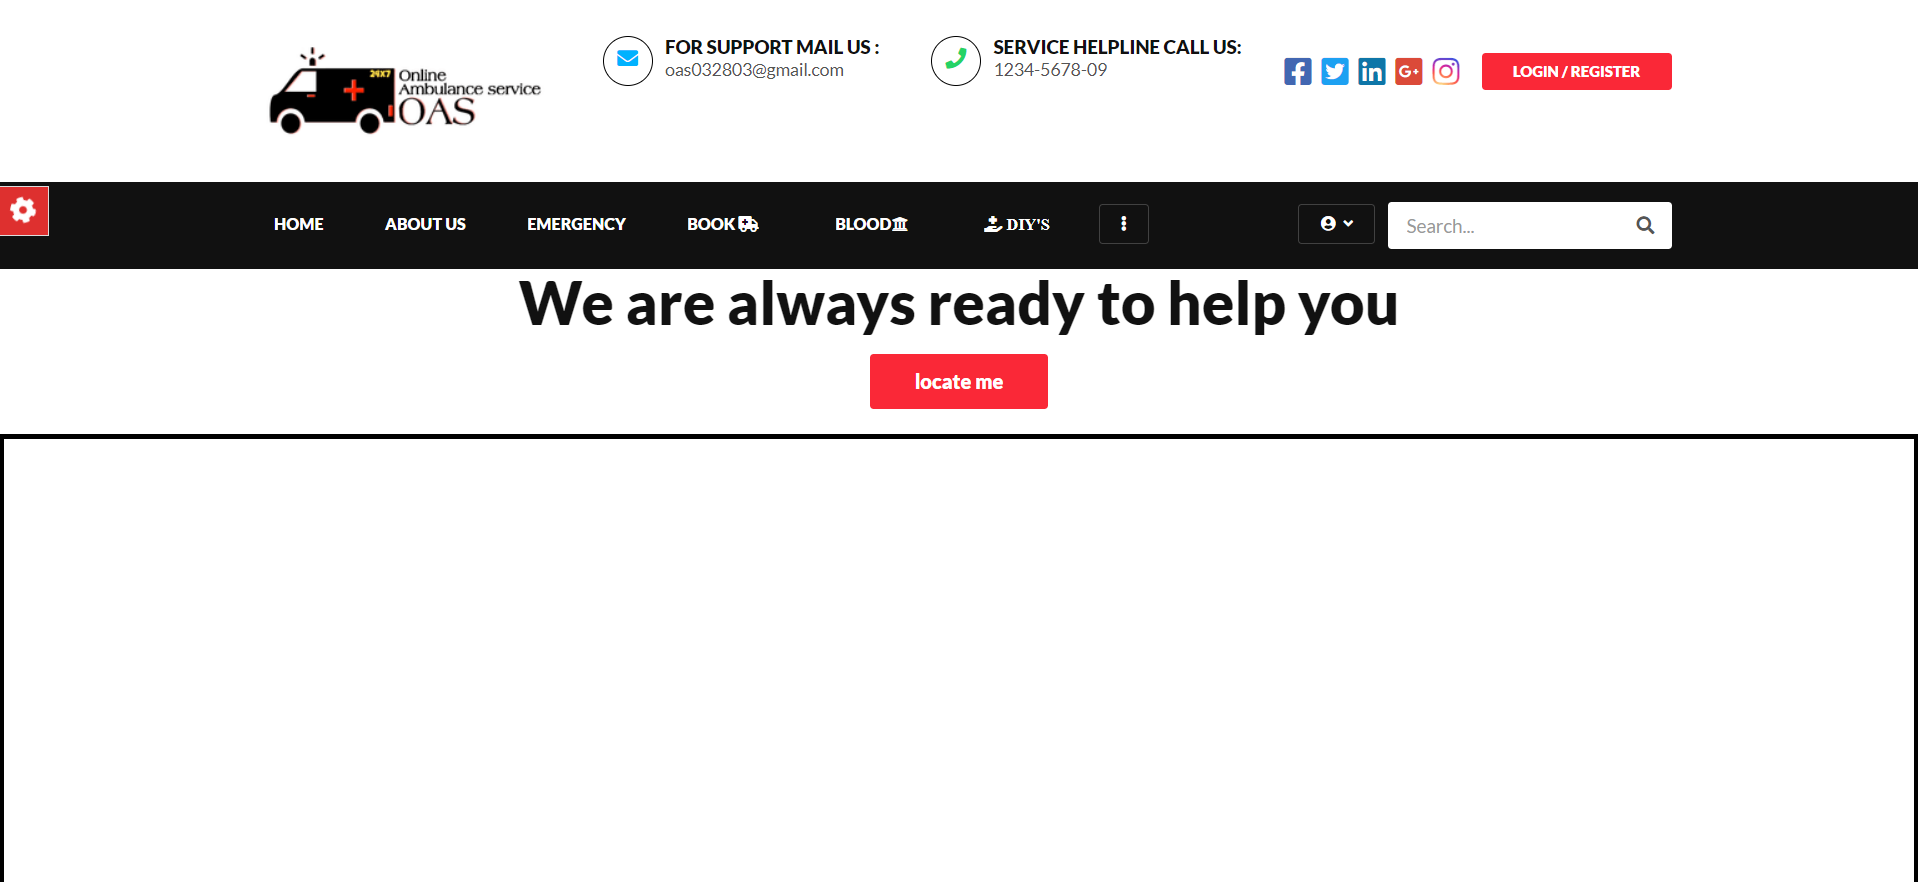 24X7
Online
Ambulance service
OAS
FOR SUPPORT MAIL US :
oas032803@gmail.com
SERVICE HELPLINE CALL US:
1234-5678-09
LOGIN / REGISTER
HOME
ABOUT US
EMERGENCY
BOOK
BLOOD
DIY'S
Search...
We are always ready to help you
locate me